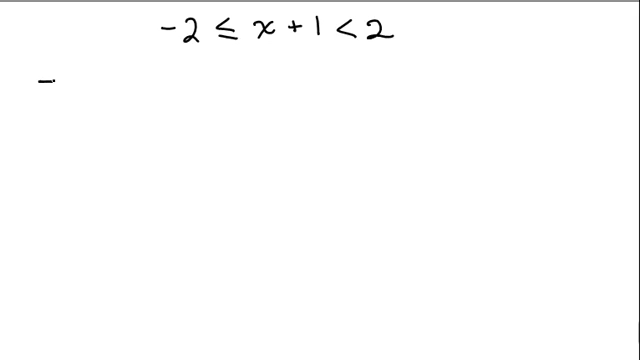 -2 ≤ x + 1 < 2
-